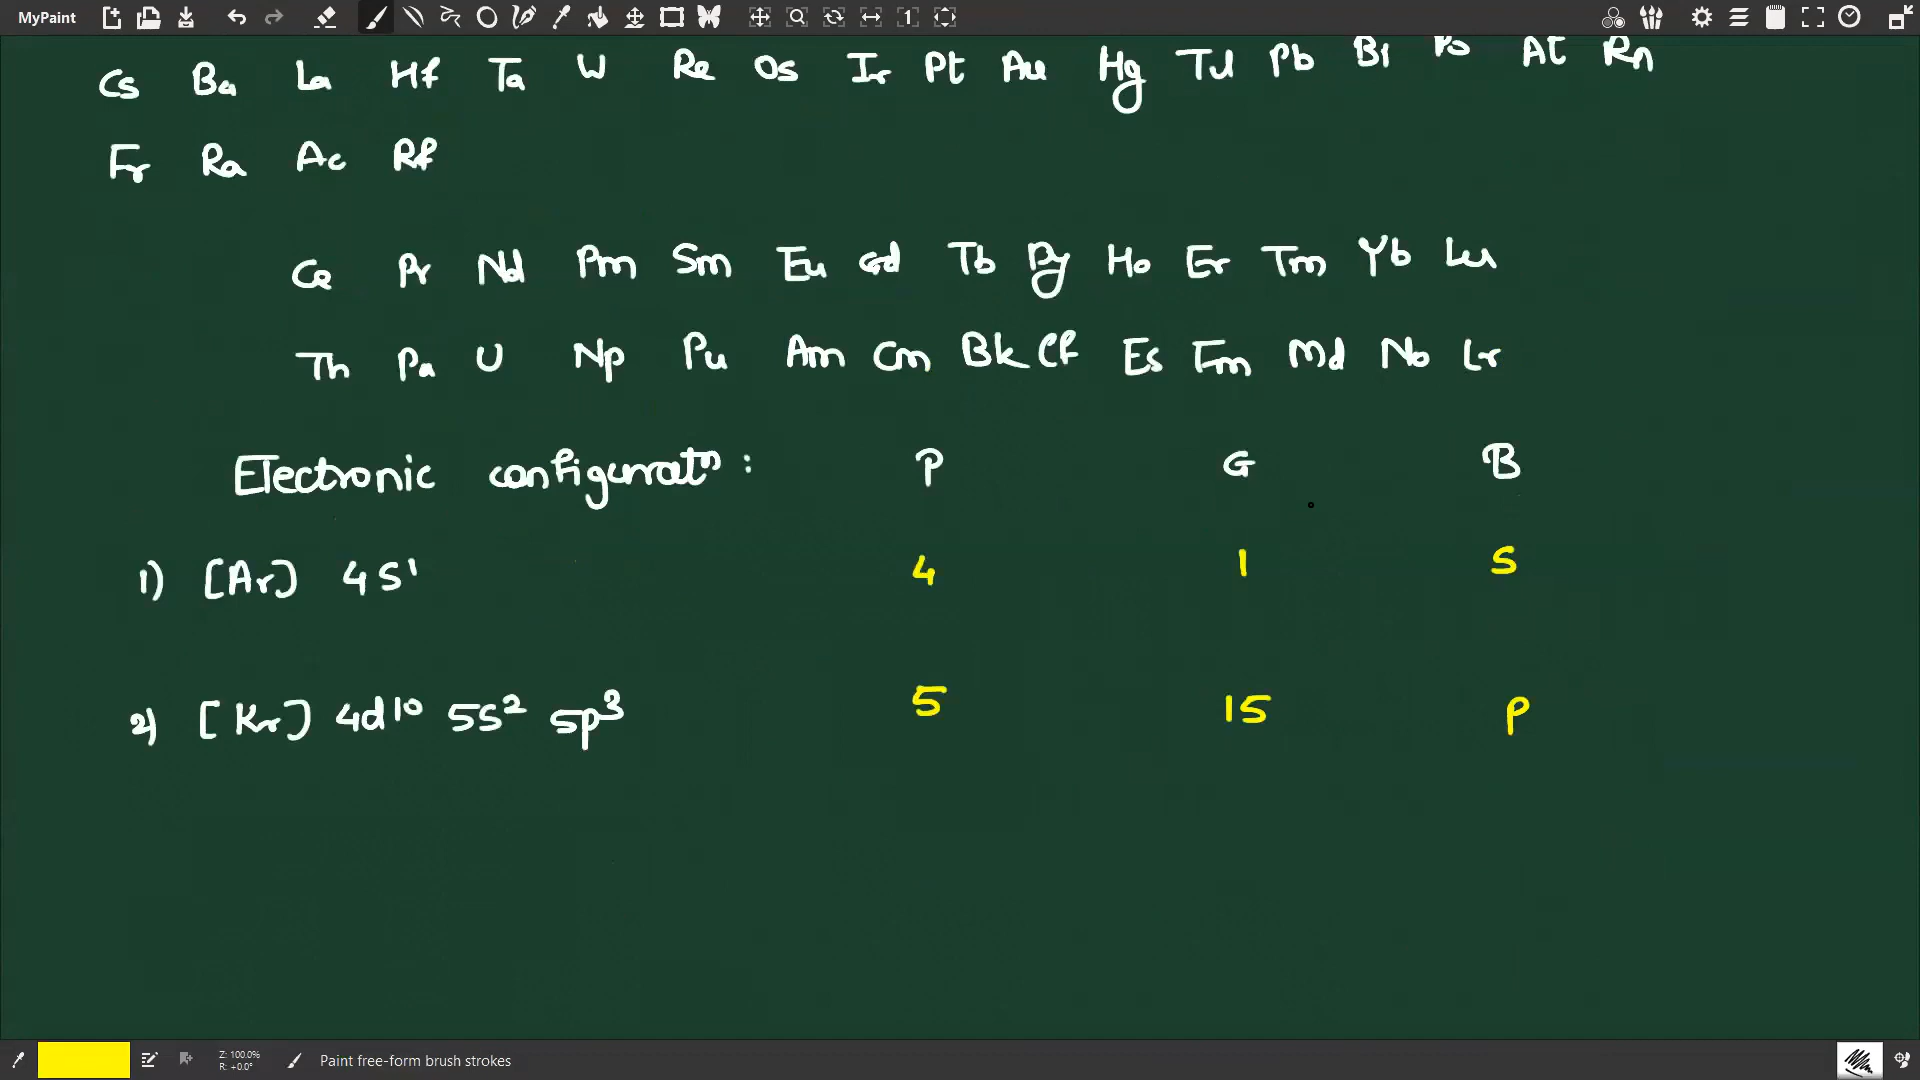 MyPaint
Cs Ba La Hf Ta W Re Os Ir Pt Au Hg Tl Pb Bi Po At Rn
Fr Ra Ac Rf
Ce Pr Nd Pm Sm Eu Gd Tb Dy Ho Er Tm Yb Lu
Th Pa U Np Pu Am Cm Bk Cf Es Fm Md No Lr
Electronic configuratn : P G B
1) [Ar] 4s¹ 4 1 S
2) [Kr] 4d¹⁰ 5s² 5p³ 5 15 P
Z: 100.0%
R: +0.0°
Paint free-form brush strokes